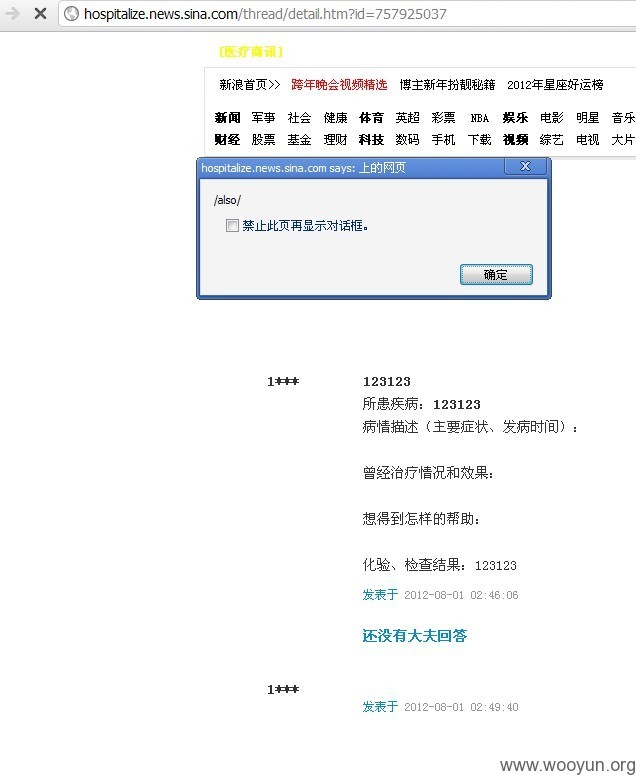 hospitalize.news.sina.com/thread/detail.htm?id=757925037
[医疗商讯]
新浪首页>> 跨年晚会视频精选 博主新年扮靓秘籍 2012年星座好运榜
新闻 军事 社会 健康 体育 英超 彩票 NBA 娱乐 电影 明星 音乐
财经 股票 基金 理财 科技 数码 手机 下载 视频 综艺 电视 大片
hospitalize.news.sina.com says: 上的网页
/also/
禁止此页再显示对话框。
确定
1*** 123123
所患疾病：123123
病情描述（主要症状、发病时间）：
曾经治疗情况和效果：
想得到怎样的帮助：
化验、检查结果：123123
发表于 2012-08-01 02:46:06
还没有大夫回答
1***
发表于 2012-08-01 02:49:40
www.wooyun.org